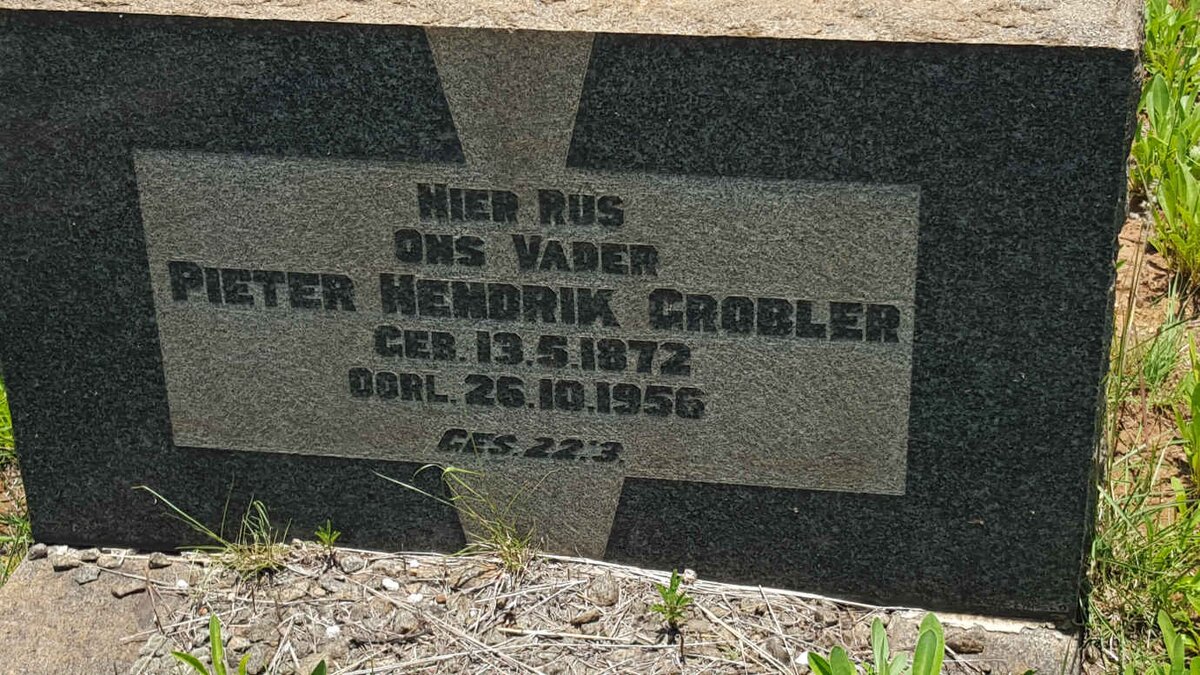 HIER RUS
ONS VADER
PIETER HENDRIK GROBLER
GEB. 13.5.1872
OORL. 26.10.1956
GES. 22:3.